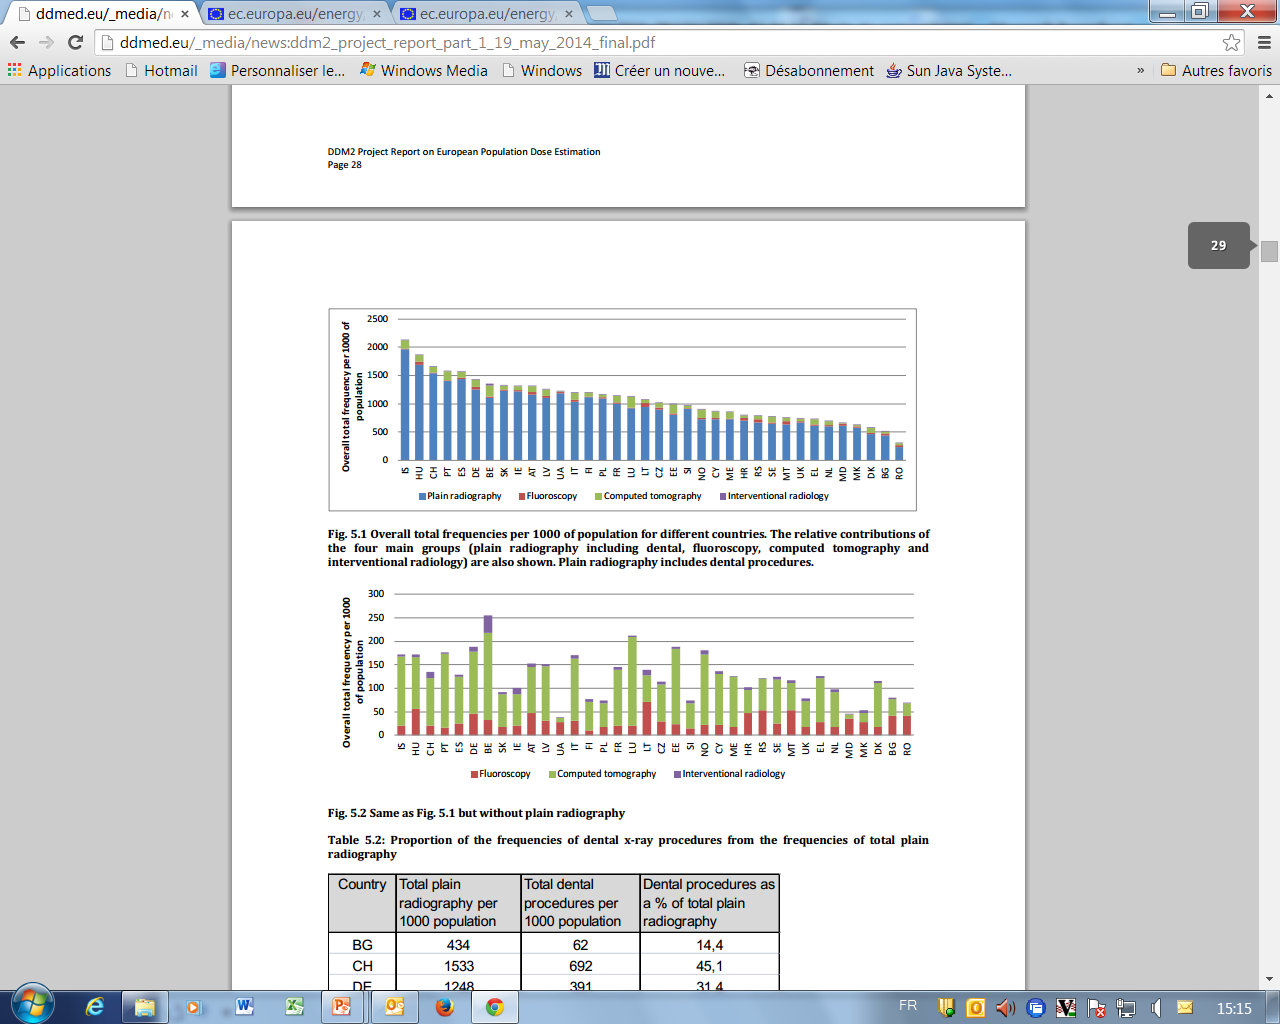 ddmed.eu/_media/n
ec.europa.eu/energy
ec.europa.eu/energy
ddmed.eu/_media/news:ddm2_project_report_part_1_19_may_2014_final.pdf
Applications Hotmail Personnaliser le... Windows Media Windows Créer un nouve... Désabonnement Sun Java Syste... » Autres favoris
DDM2 Project Report on European Population Dose Estimation
Page 28
29
Overall total frequency per 1000 of population
2500
2000
1500
1000
500
0
IS HU CH PT ES DE BE SK IE AT LV UA IT FI PL FR LU LT CZ EE SI NO CY ME HR RS SE MT UK EL NL MD MK DK BG RO
Plain radiography Fluoroscopy Computed tomography Interventional radiology
Fig. 5.1 Overall total frequencies per 1000 of population for different countries. The relative contributions of
the four main groups (plain radiography including dental, fluoroscopy, computed tomography and
interventional radiology) are also shown. Plain radiography includes dental procedures.
Overall total frequency per 1000 of population
300
250
200
150
100
50
0
IS HU CH PT ES DE BE SK IE AT LV UA IT FI PL FR LU LT CZ EE SI NO CY ME HR RS SE MT UK EL NL MD MK DK BG RO
Fluoroscopy Computed tomography Interventional radiology
Fig. 5.2 Same as Fig. 5.1 but without plain radiography
Table 5.2: Proportion of the frequencies of dental x-ray procedures from the frequencies of total plain
radiography
Country Total plain radiography per 1000 population Total dental procedures per 1000 population Dental procedures as a % of total plain radiography
BG 434 62 14,4
CH 1533 692 45,1
DE 1248 391 31,4
FR 15:15